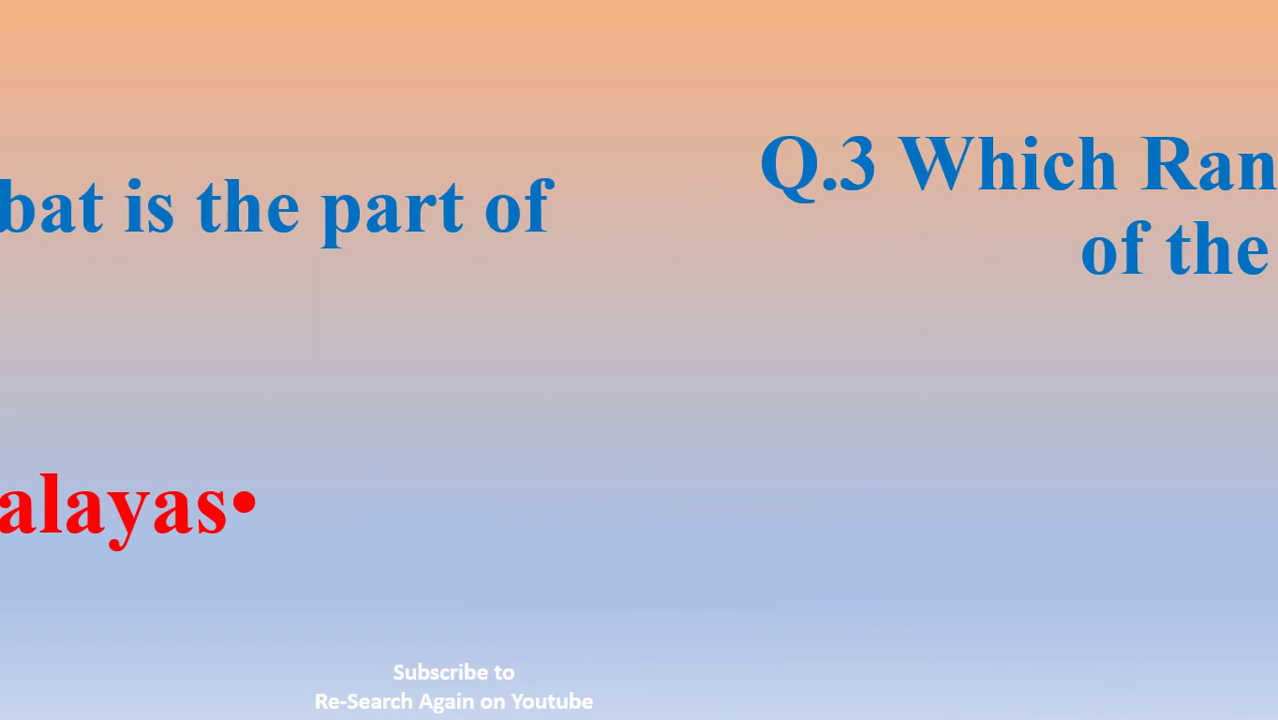 bat is the part of
alayas•
Q.3 Which Ran
of the
Subscribe to
Re-Search Again on Youtube